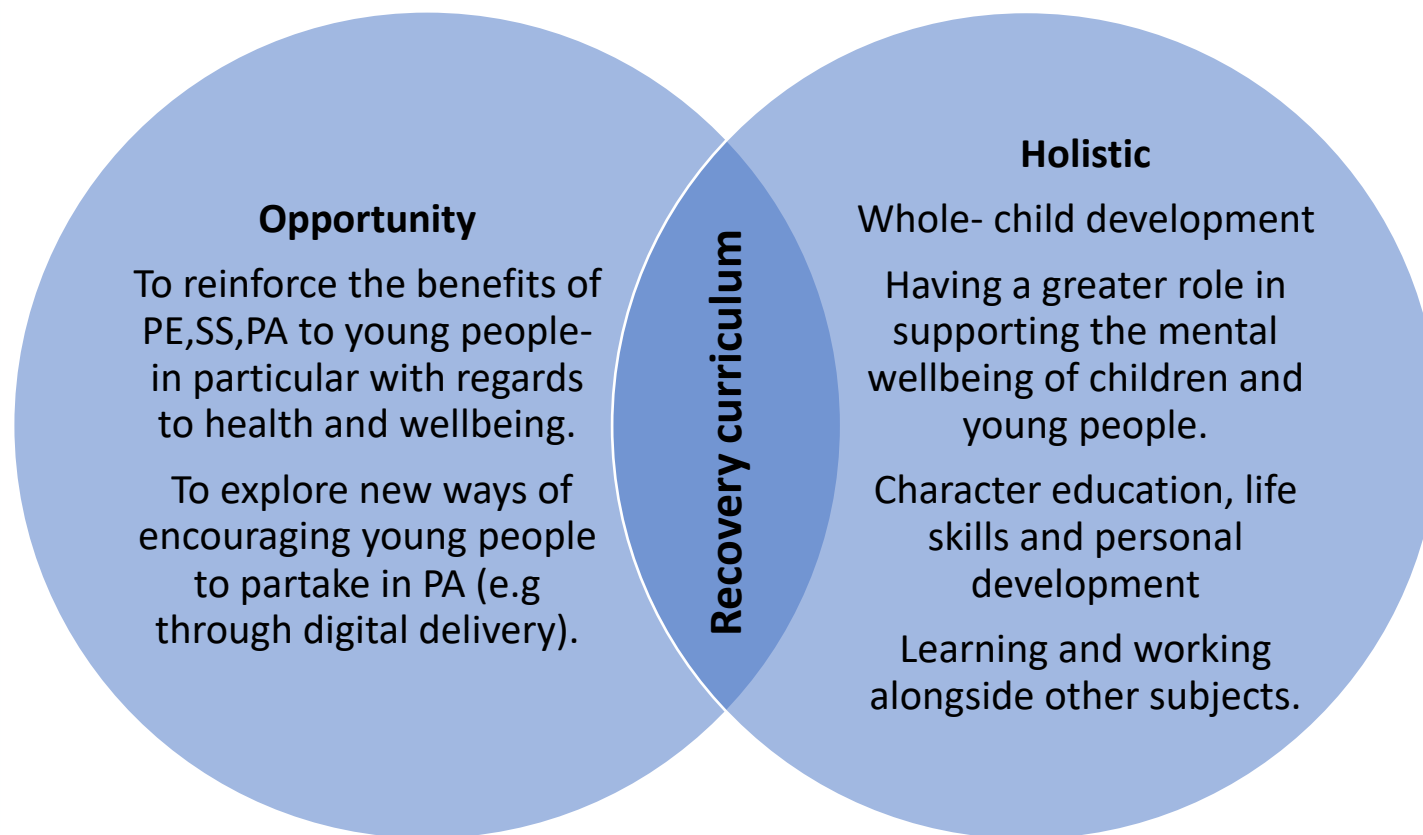 Opportunity
To reinforce the benefits of
PE,SS,PA to young people-
in particular with regards
to health and wellbeing.
To explore new ways of
encouraging young people
to partake in PA (e.g
through digital delivery).
Recovery curriculum
Holistic
Whole- child development
Having a greater role in
supporting the mental
wellbeing of children and
young people.
Character education, life
skills and personal
development
Learning and working
alongside other subjects.